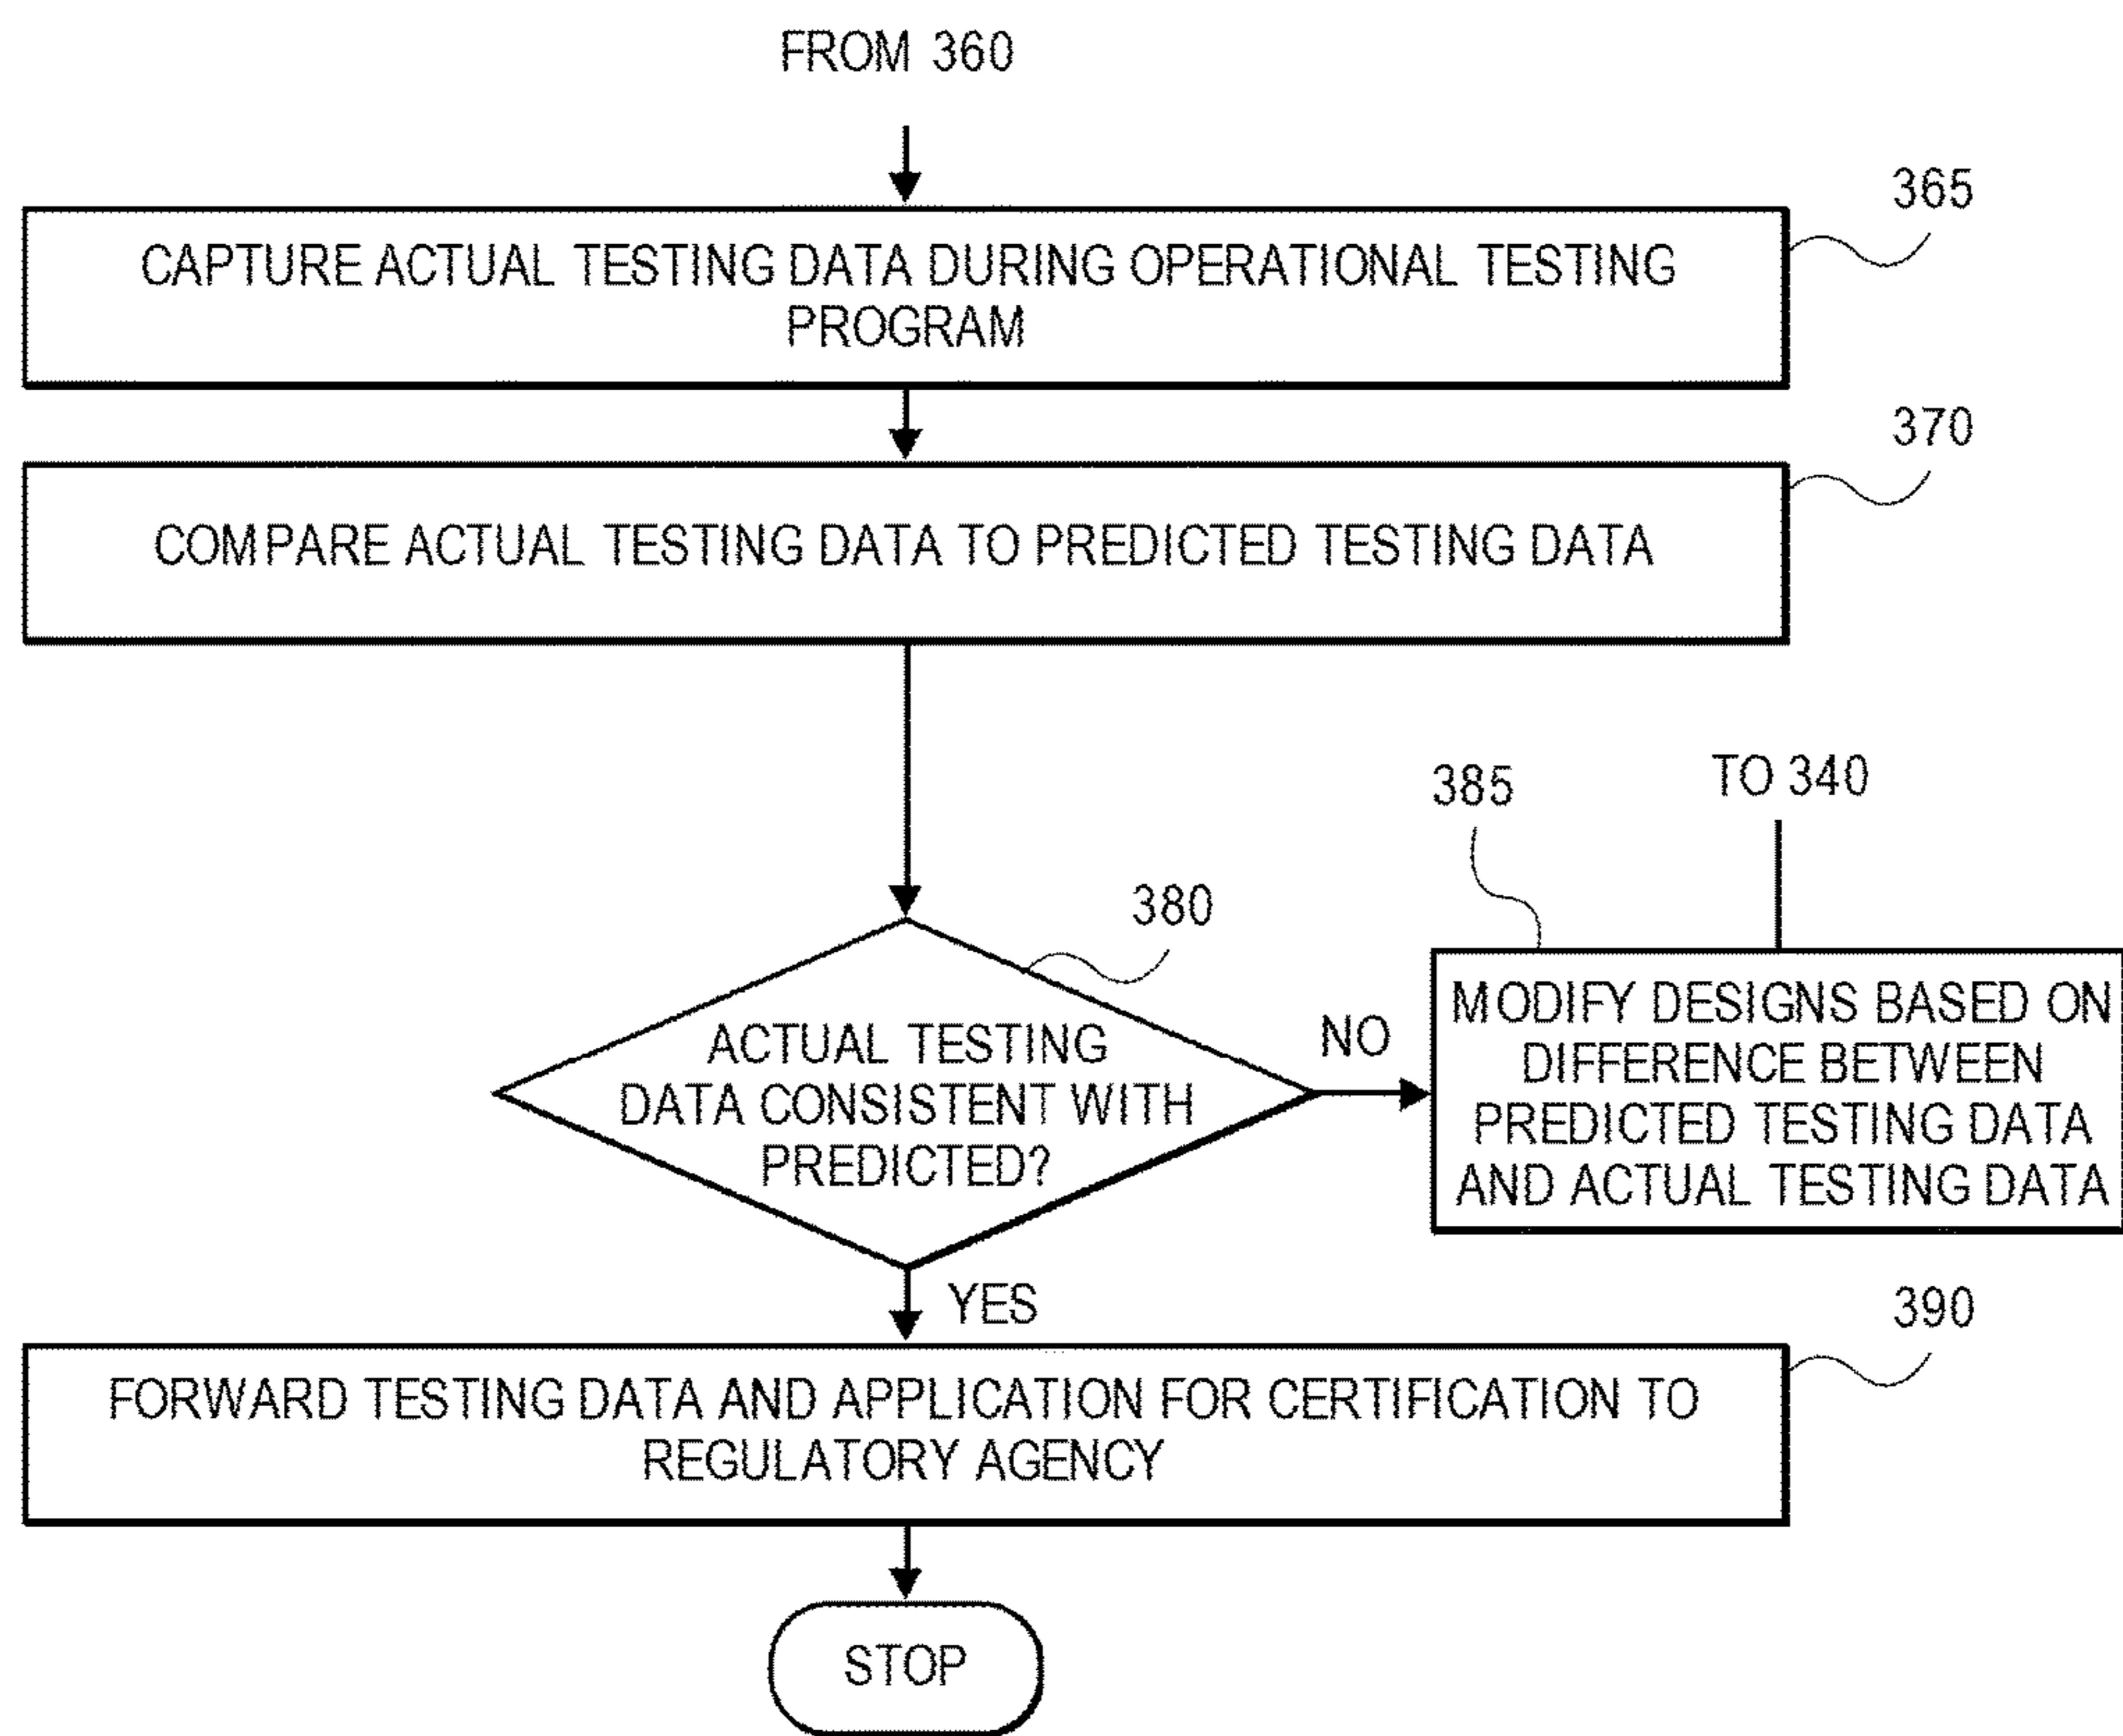 FROM 360
365
CAPTURE ACTUAL TESTING DATA DURING OPERATIONAL TESTING
PROGRAM
370
COMPARE ACTUAL TESTING DATA TO PREDICTED TESTING DATA
385
TO 340
380
ACTUAL TESTING
DATA CONSISTENT WITH
PREDICTED?
NO
MODIFY DESIGNS BASED ON
DIFFERENCE BETWEEN
PREDICTED TESTING DATA
AND ACTUAL TESTING DATA
YES
390
FORWARD TESTING DATA AND APPLICATION FOR CERTIFICATION TO
REGULATORY AGENCY
STOP